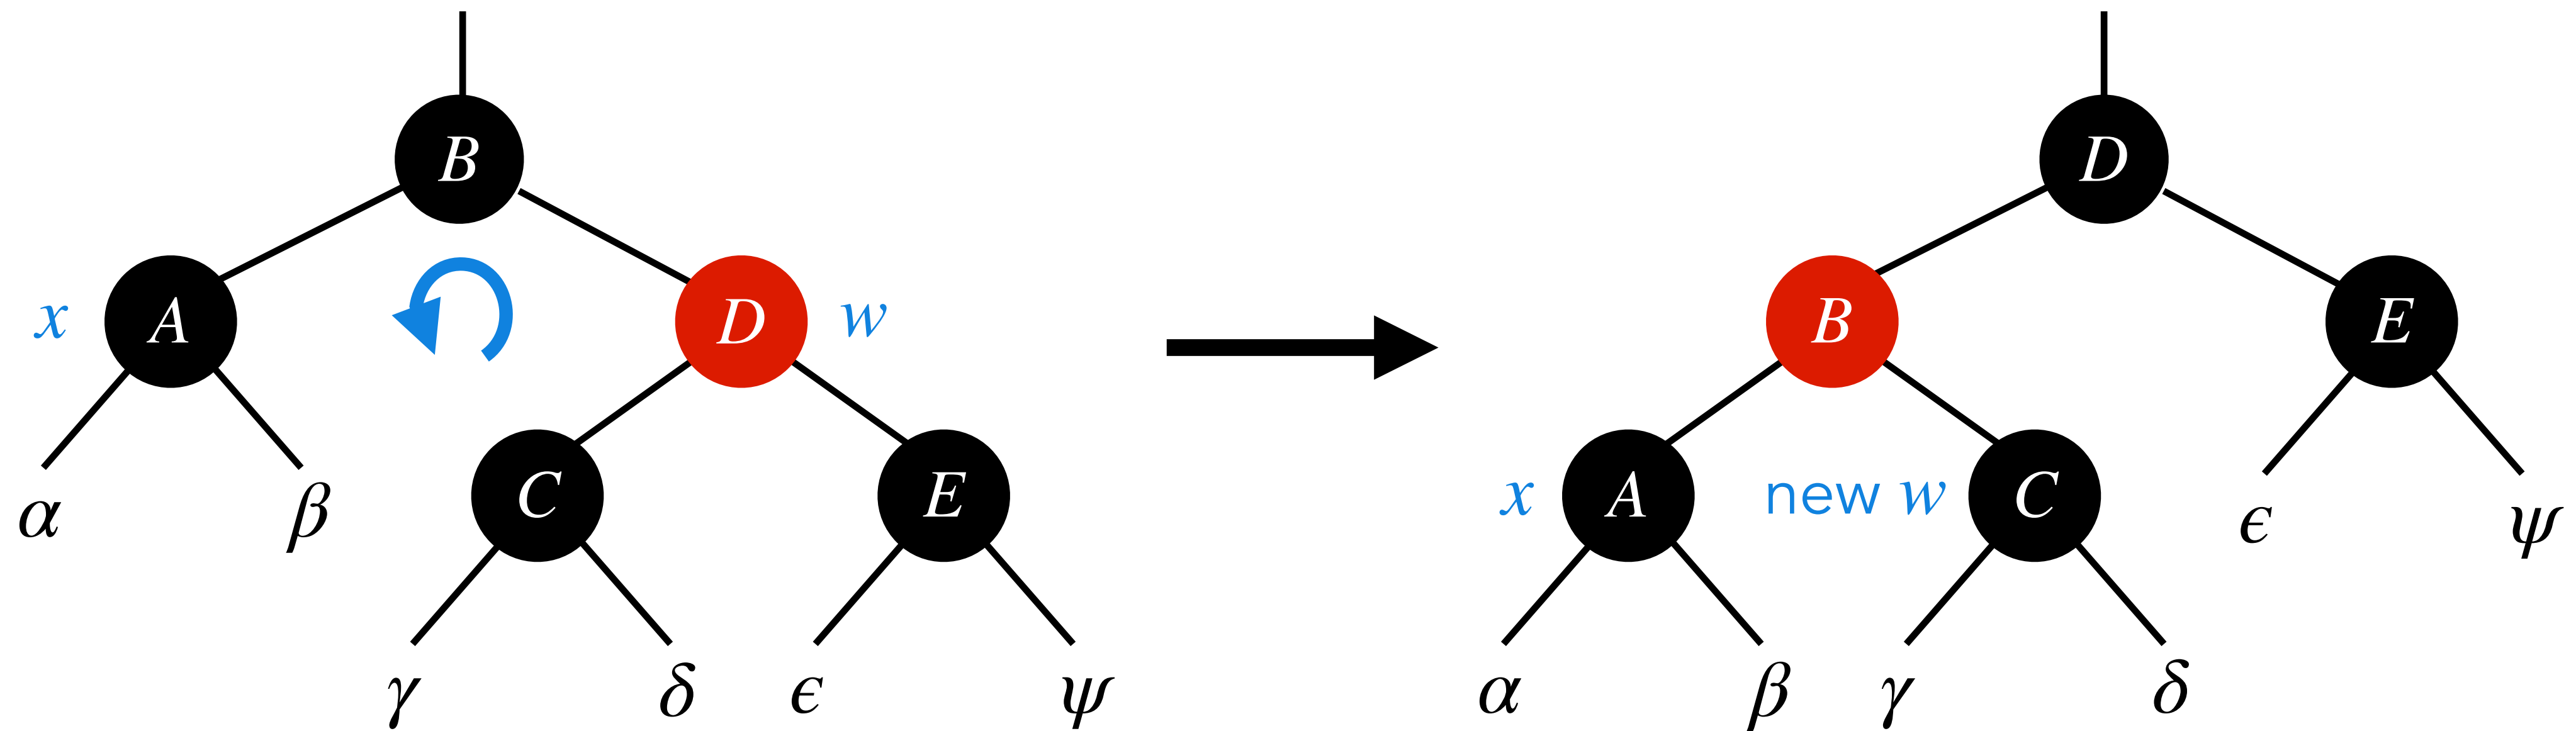 B D
x A D w B E
x A new w C
C E
α β ϵ ψ
γ δ ϵ ψ α β γ δ